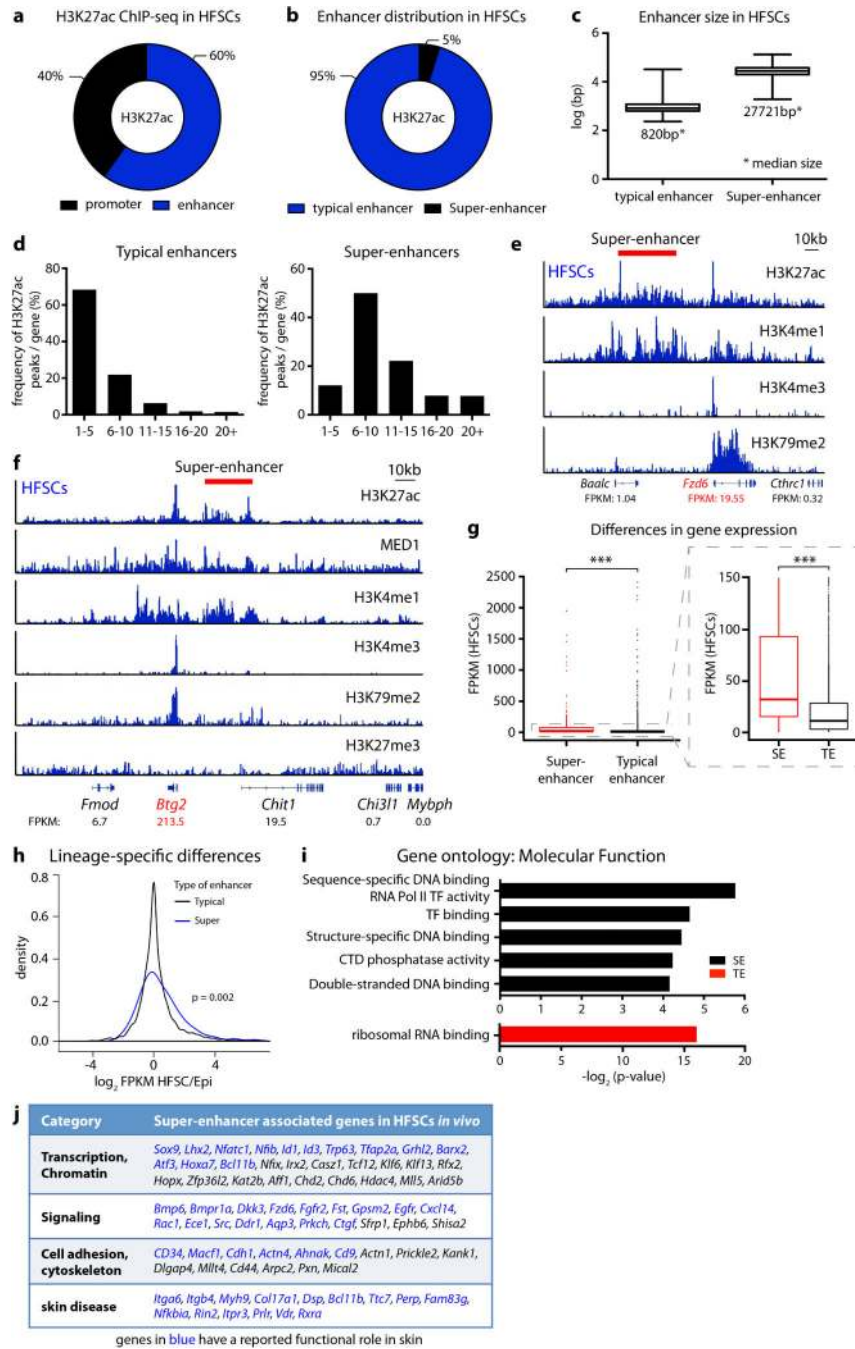 a H3K27ac ChIP-seq in HFSCs
60%
40%
H3K27ac
promoter enhancer
b Enhancer distribution in HFSCs
5%
95%
H3K27ac
typical enhancer Super-enhancer
c Enhancer size in HFSCs
log (bp)
6
4
2
0
820bp*
27721bp*
* median size
typical enhancer Super-enhancer
d Typical enhancers
frequency of H3K27ac
peaks / gene (%)
80
60
40
20
0
1-5 6-10 11-15 16-20 20+
Super-enhancers
frequency of H3K27ac
peaks / gene (%)
60
40
20
0
1-5 6-10 11-15 16-20 20+
e Super-enhancer 10kb
HFSCs
H3K27ac
H3K4me1
H3K4me3
H3K79me2
Baalc Fzd6 Cthrc1
FPKM: 1.04 FPKM: 19.55 FPKM: 0.32
f Super-enhancer 10kb
HFSCs
H3K27ac
MED1
H3K4me1
H3K4me3
H3K79me2
H3K27me3
Fmod Btg2 Chit1 Chi3l1 Mybph
FPKM: 6.7 213.5 19.5 0.7 0.0
g Differences in gene expression
FPKM (HFSCs)
2500
2000
1500
1000
500
0
***
Super-
enhancer
Typical
enhancer
FPKM (HFSCs)
150
100
50
0
***
SE TE
h Lineage-specific differences
density
0.8
0.6
0.4
0.2
0.0
Type of enhancer
Typical
Super
p = 0.002
-4 0 4
log2 FPKM HFSC/Epi
i Gene ontology: Molecular Function
Sequence-specific DNA binding
RNA Pol II TF activity
TF binding
Structure-specific DNA binding
CTD phosphatase activity
Double-stranded DNA binding
SE
TE
0 1 2 3 4 5 6
ribosomal RNA binding
0 5 10 15 20
-log2 (p-value)
j
Category Super-enhancer associated genes in HFSCs in vivo
Transcription,
Chromatin
Sox9, Lhx2, Nfatc1, Nfib, Id1, Id3, Trp63, Tfap2a, Grhl2, Barx2,
Atf3, Hoxa7, Bcl11b, Nfix, Irx2, Casz1, Tcf12, Klf6, Klf13, Rfx2,
Hopx, Zfp36l2, Kat2b, Aff1, Chd2, Chd6, Hdac4, Mll5, Arid5b
Signaling
Bmp6, Bmpr1a, Dkk3, Fzd6, Fgfr2, Fst, Gpsm2, Egfr, Cxcl14,
Rac1, Ece1, Src, Ddr1, Aqp3, Prkch, Ctgf, Sfrp1, Ephb6, Shisa2
Cell adhesion,
cytoskeleton
CD34, Macf1, Cdh1, Actn4, Ahnak, Cd9, Actn1, Prickle2, Kank1,
Dlgap4, Mllt4, Cd44, Arpc2, Pxn, Mical2
skin disease
Itga6, Itgb4, Myh9, Col17a1, Dsp, Bcl11b, Ttc7, Perp, Fam83g,
Nfkbia, Rin2, Itpr3, Prlr, Vdr, Rxra
genes in blue have a reported functional role in skin